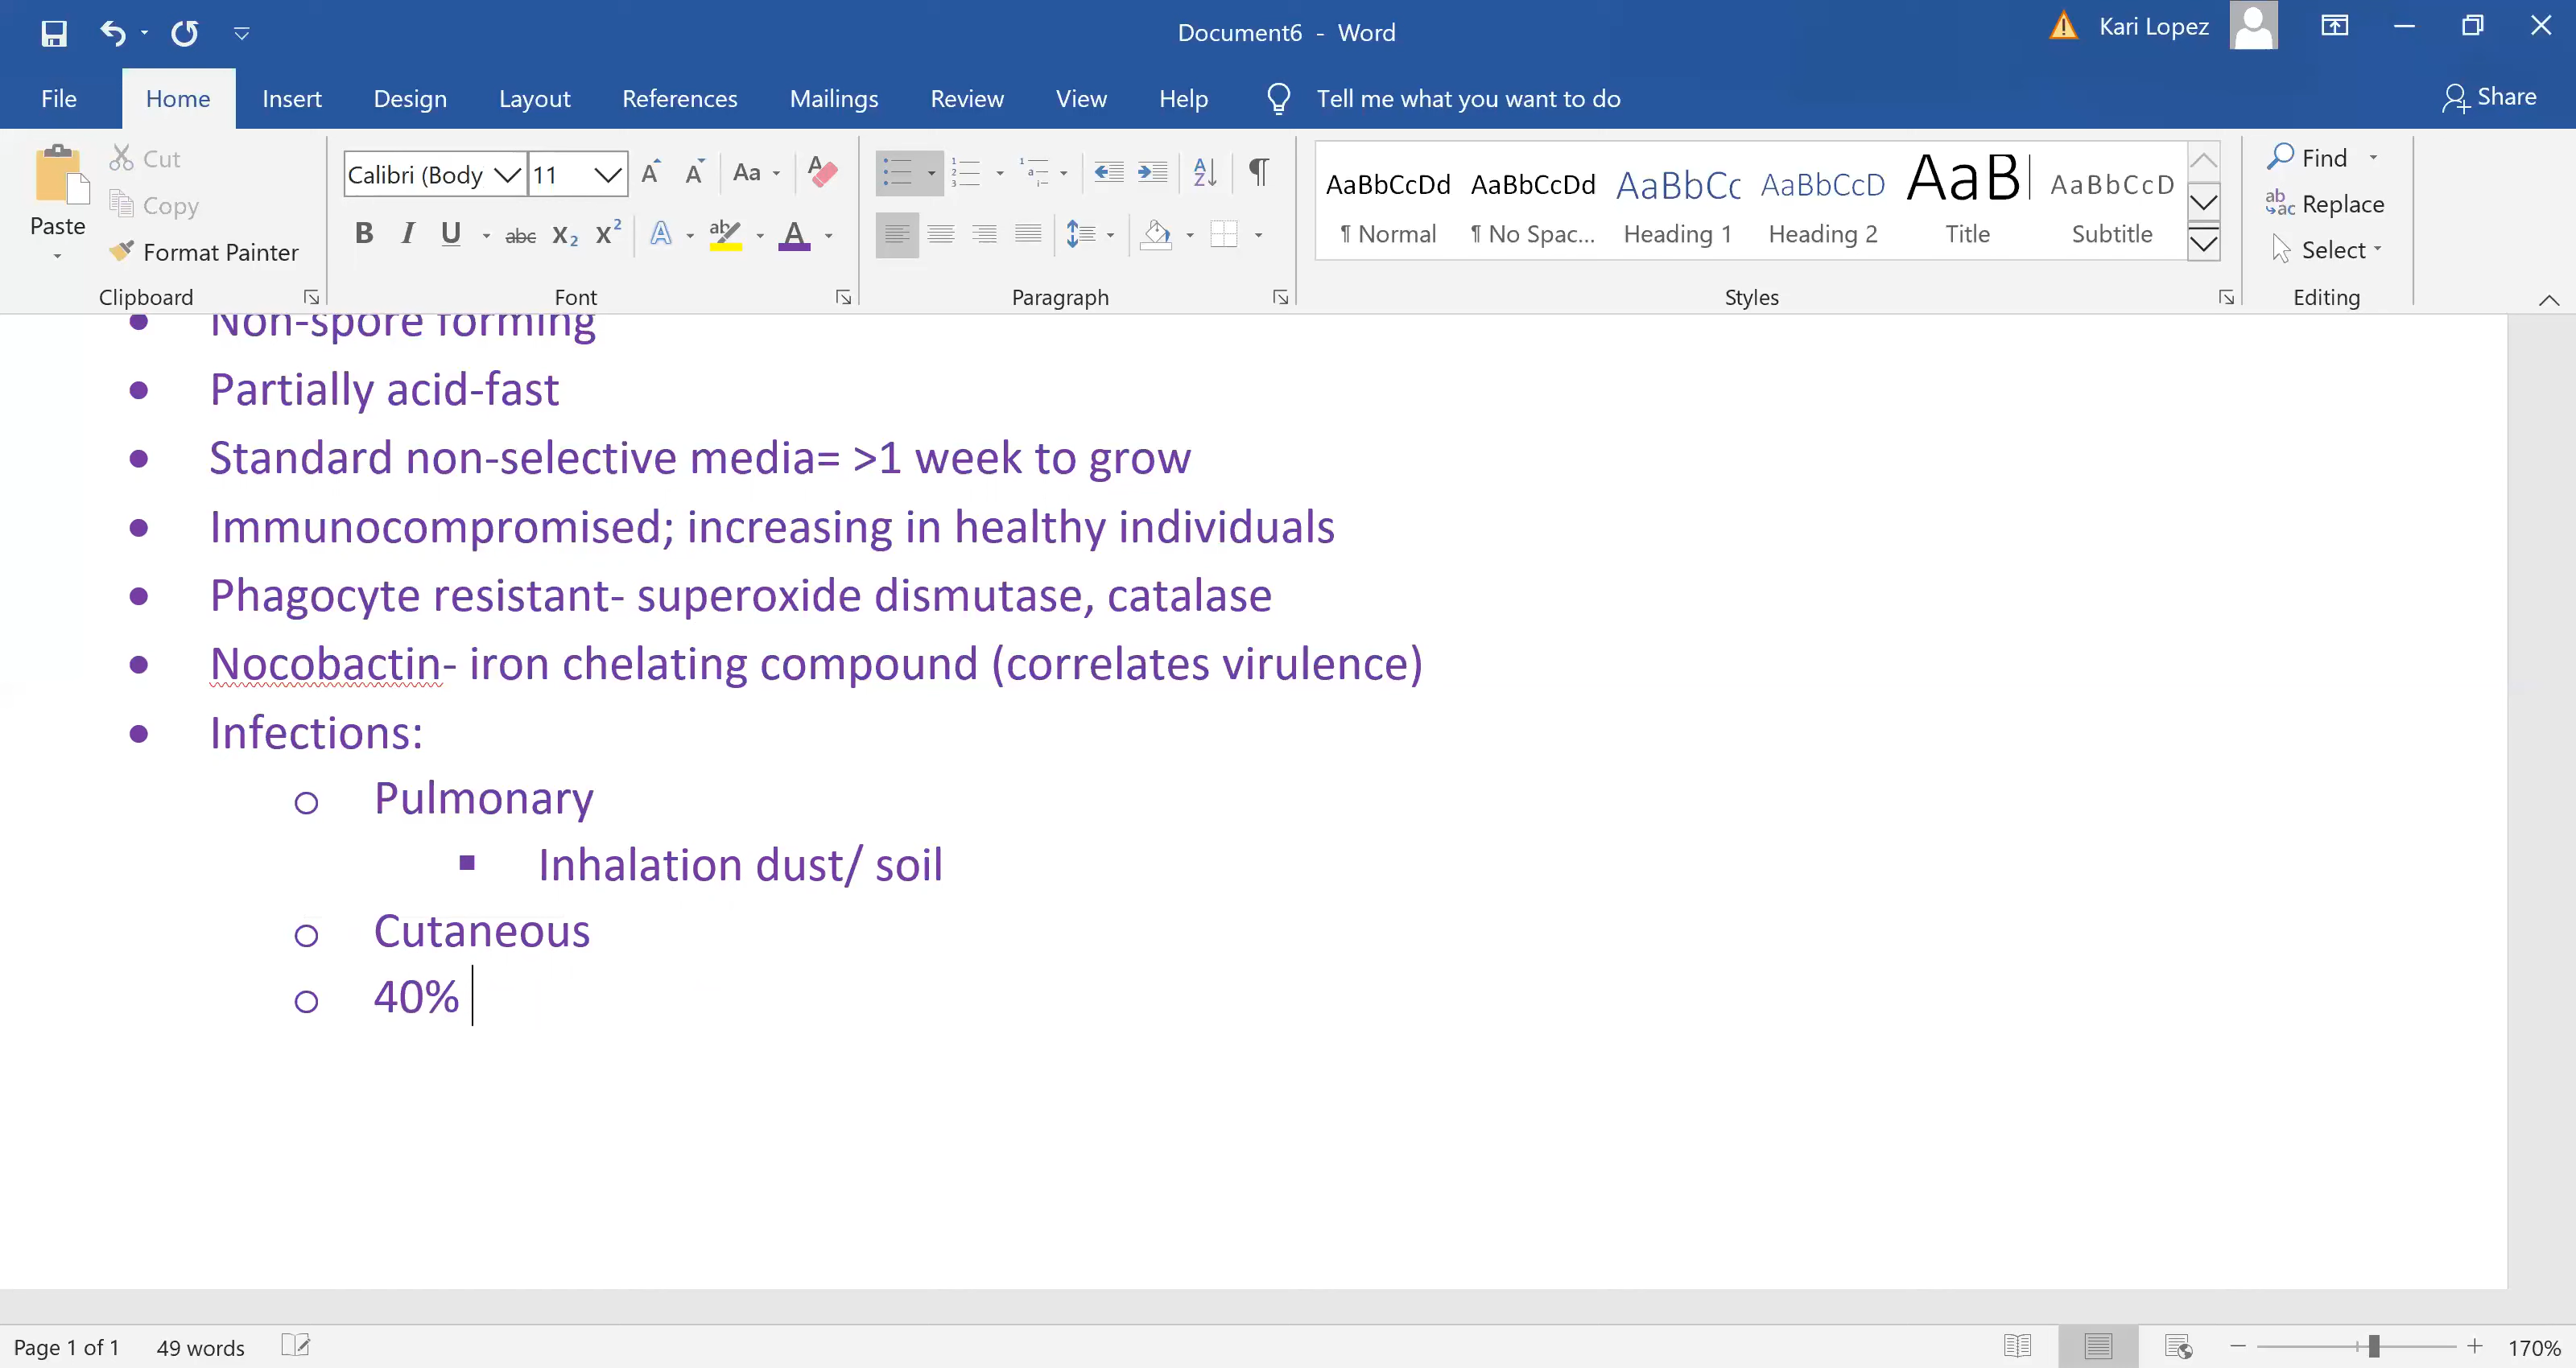 Document6 - Word
Kari Lopez
File Home Insert Design Layout References Mailings Review View Help Tell me what you want to do Share
Paste
Cut
Copy
Format Painter
Clipboard
Calibri (Body 11
Font
Paragraph
AaBbCcDd AaBbCcDd AaBbCc AaBbCcD AaB AaBbCcD
¶ Normal ¶ No Spac... Heading 1 Heading 2 Title Subtitle
Styles
Find
Replace
Select
Editing
• Non-spore forming
• Partially acid-fast
• Standard non-selective media= >1 week to grow
• Immunocompromised; increasing in healthy individuals
• Phagocyte resistant- superoxide dismutase, catalase
• Nocobactin- iron chelating compound (correlates virulence)
• Infections:
o Pulmonary
▪ Inhalation dust/ soil
o Cutaneous
o 40%
Page 1 of 1 49 words 170%